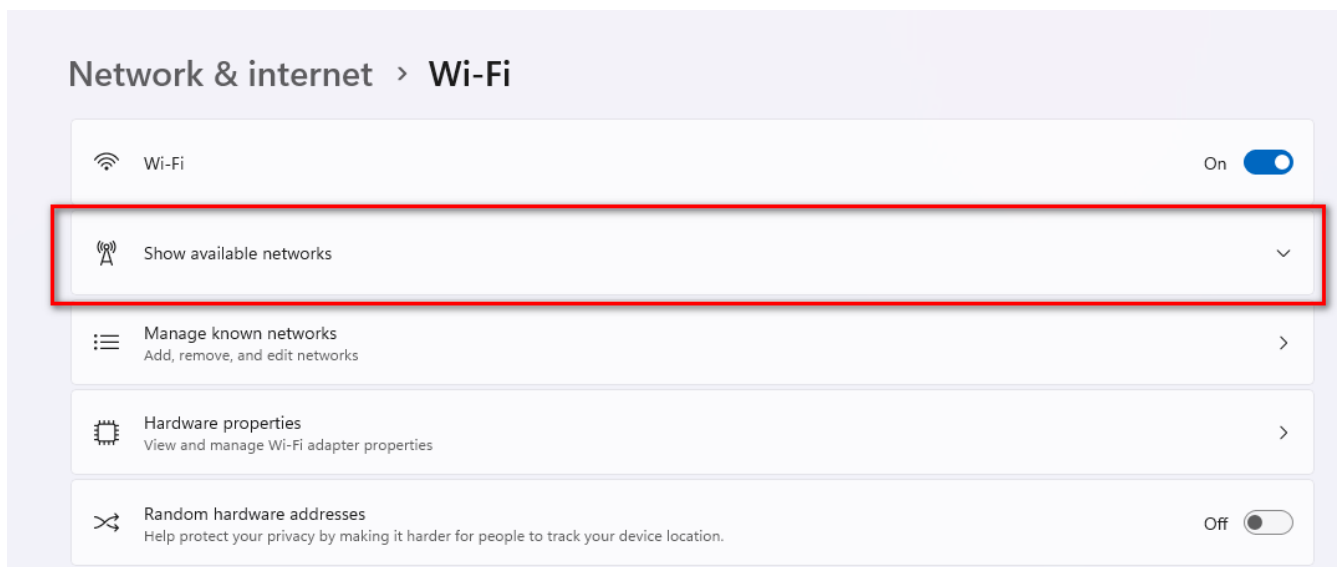 Network & internet > Wi-Fi
Wi-Fi
On
Show available networks
Manage known networks
Add, remove, and edit networks
Hardware properties
View and manage Wi-Fi adapter properties
Random hardware addresses
Help protect your privacy by making it harder for people to track your device location.
Off